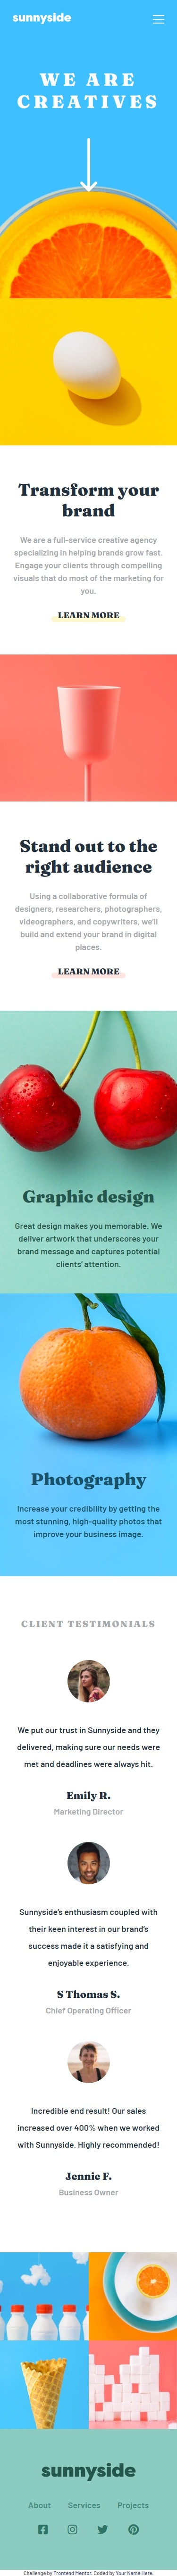 sunnyside
WE ARE
CREATIVES
Transform your
brand
We are a full-service creative agency
specializing in helping brands grow fast.
Engage your clients through compelling
visuals that do most of the marketing for
you.
LEARN MORE
Stand out to the
right audience
Using a collaborative formula of
designers, researchers, photographers,
videographers, and copywriters, we'll
build and extend your brand in digital
places.
LEARN MORE
Graphic design
Great design makes you memorable. We
deliver artwork that underscores your
brand message and captures potential
clients' attention.
Photography
Increase your credibility by getting the
most stunning, high-quality photos that
improve your business image.
CLIENT TESTIMONIALS
We put our trust in Sunnyside and they
delivered, making sure our needs were
met and deadlines were always hit.
Emily R.
Marketing Director
Sunnyside's enthusiasm coupled with
their keen interest in our brand's
success made it a satisfying and
enjoyable experience.
S Thomas S.
Chief Operating Officer
Incredible end result! Our sales
increased over 400% when we worked
with Sunnyside. Highly recommended!
Jennie F.
Business Owner
sunnyside
About Services Projects
Challenge by Frontend Mentor. Coded by Your Name Here.